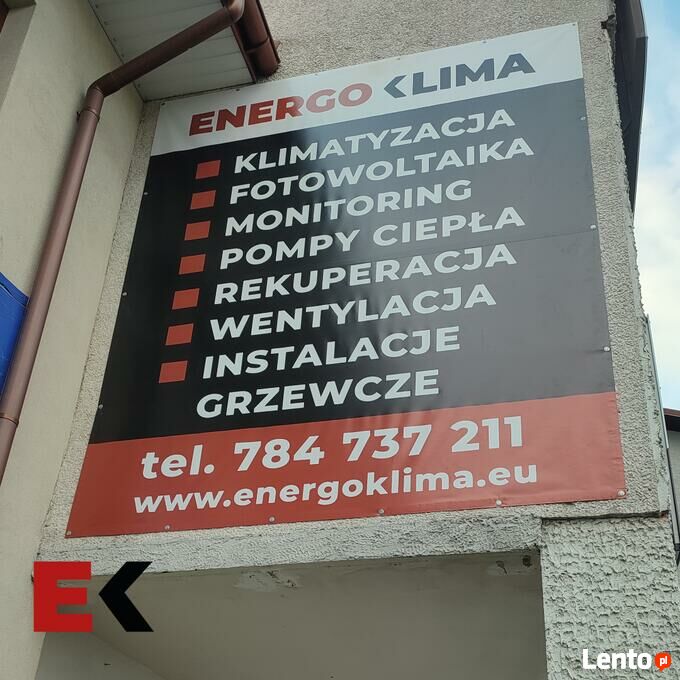 ENERGO KLIMA
KLIMATYZACJA
FOTOWOLTAIKA
MONITORING
POMPY CIEPŁA
REKUPERACJA
WENTYLACJA
INSTALACJE
GRZEWCZE
tel. 784 737 211
www.energoklima.eu
EK
Lento.pl